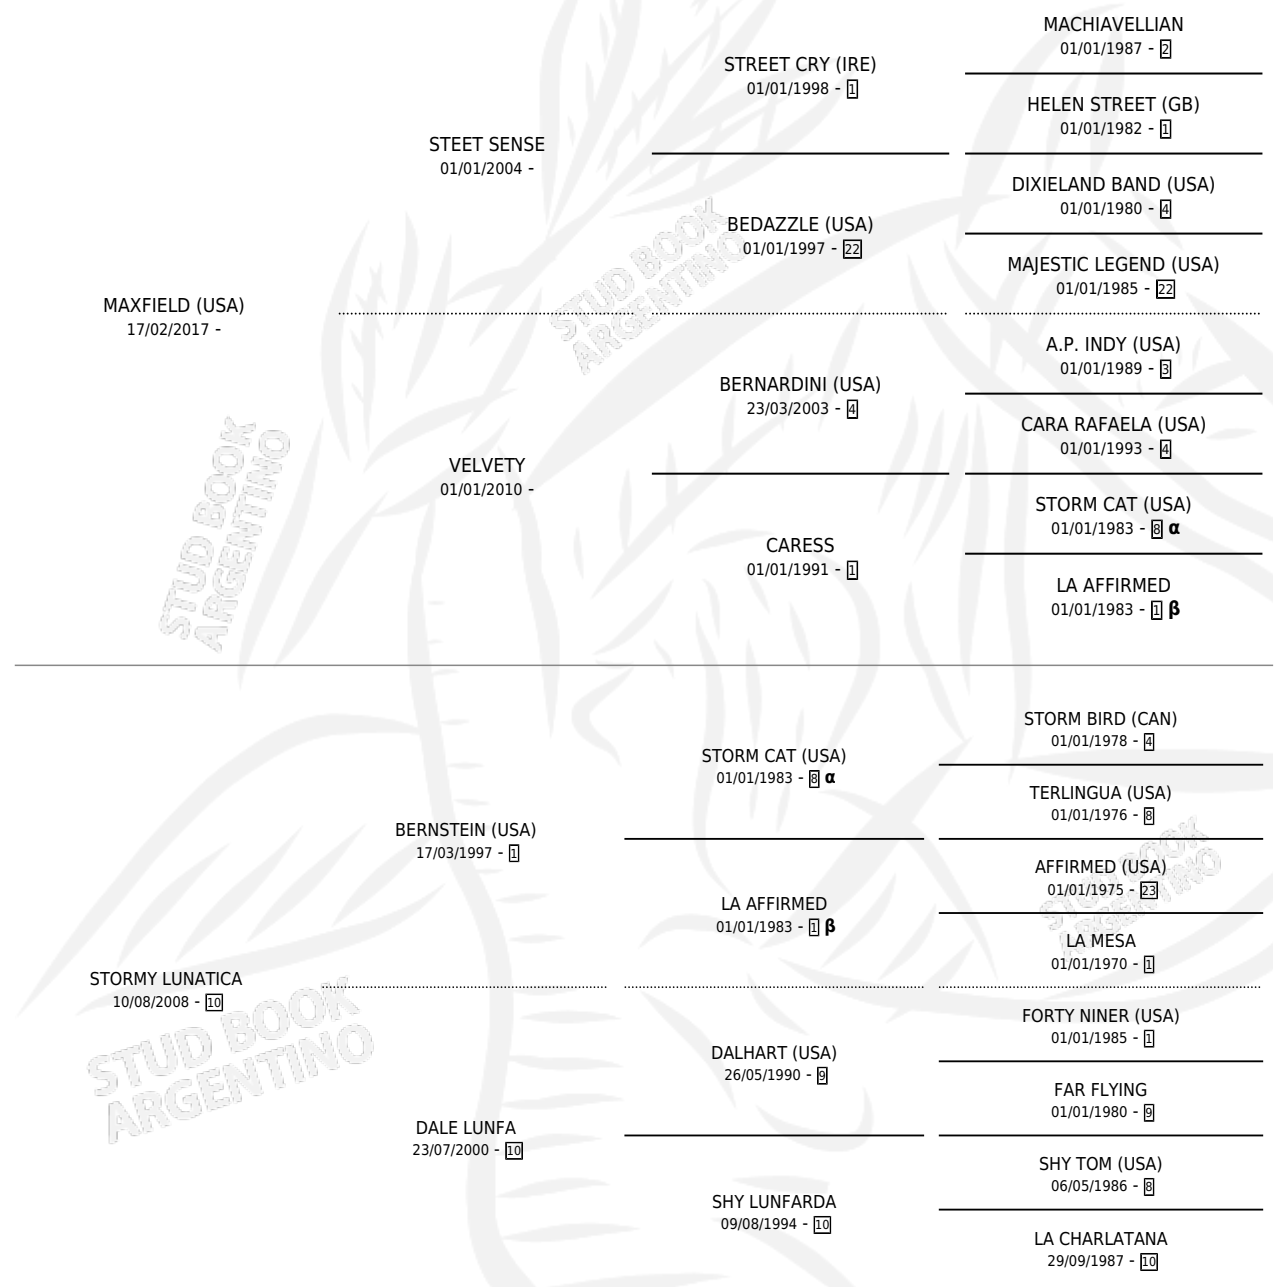 MACHIAVELLIAN
01/01/1987 - 2
STREET CRY (IRE)
01/01/1998 - 1
HELEN STREET (GB)
01/01/1982 - 1
STEET SENSE
01/01/2004 -
DIXIELAND BAND (USA)
01/01/1980 - 4
BEDAZZLE (USA)
01/01/1997 - 22
MAJESTIC LEGEND (USA)
01/01/1985 - 22
MAXFIELD (USA)
17/02/2017 -
A.P. INDY (USA)
01/01/1989 - 3
BERNARDINI (USA)
23/03/2003 - 4
CARA RAFAELA (USA)
01/01/1993 - 4
VELVETY
01/01/2010 -
STORM CAT (USA)
01/01/1983 - 8 α
CARESS
01/01/1991 - 1
LA AFFIRMED
01/01/1983 - 1 β
STORM BIRD (CAN)
01/01/1978 - 4
STORM CAT (USA)
01/01/1983 - 8 α
TERLINGUA (USA)
01/01/1976 - 8
BERNSTEIN (USA)
17/03/1997 - 1
AFFIRMED (USA)
01/01/1975 - 23
LA AFFIRMED
01/01/1983 - 1 β
LA MESA
01/01/1970 - 1
STORMY LUNATICA
10/08/2008 - 10
FORTY NINER (USA)
01/01/1985 - 1
DALHART (USA)
26/05/1990 - 9
FAR FLYING
01/01/1980 - 9
DALE LUNFA
23/07/2000 - 10
SHY TOM (USA)
06/05/1986 - 8
SHY LUNFARDA
09/08/1994 - 10
LA CHARLATANA
29/09/1987 - 10
STUD BOOK
ARGENTINO
STUD BOOK
ARGENTINO
STUD BOOK
ARGENTINO
STUD BOOK
ARGENTINO